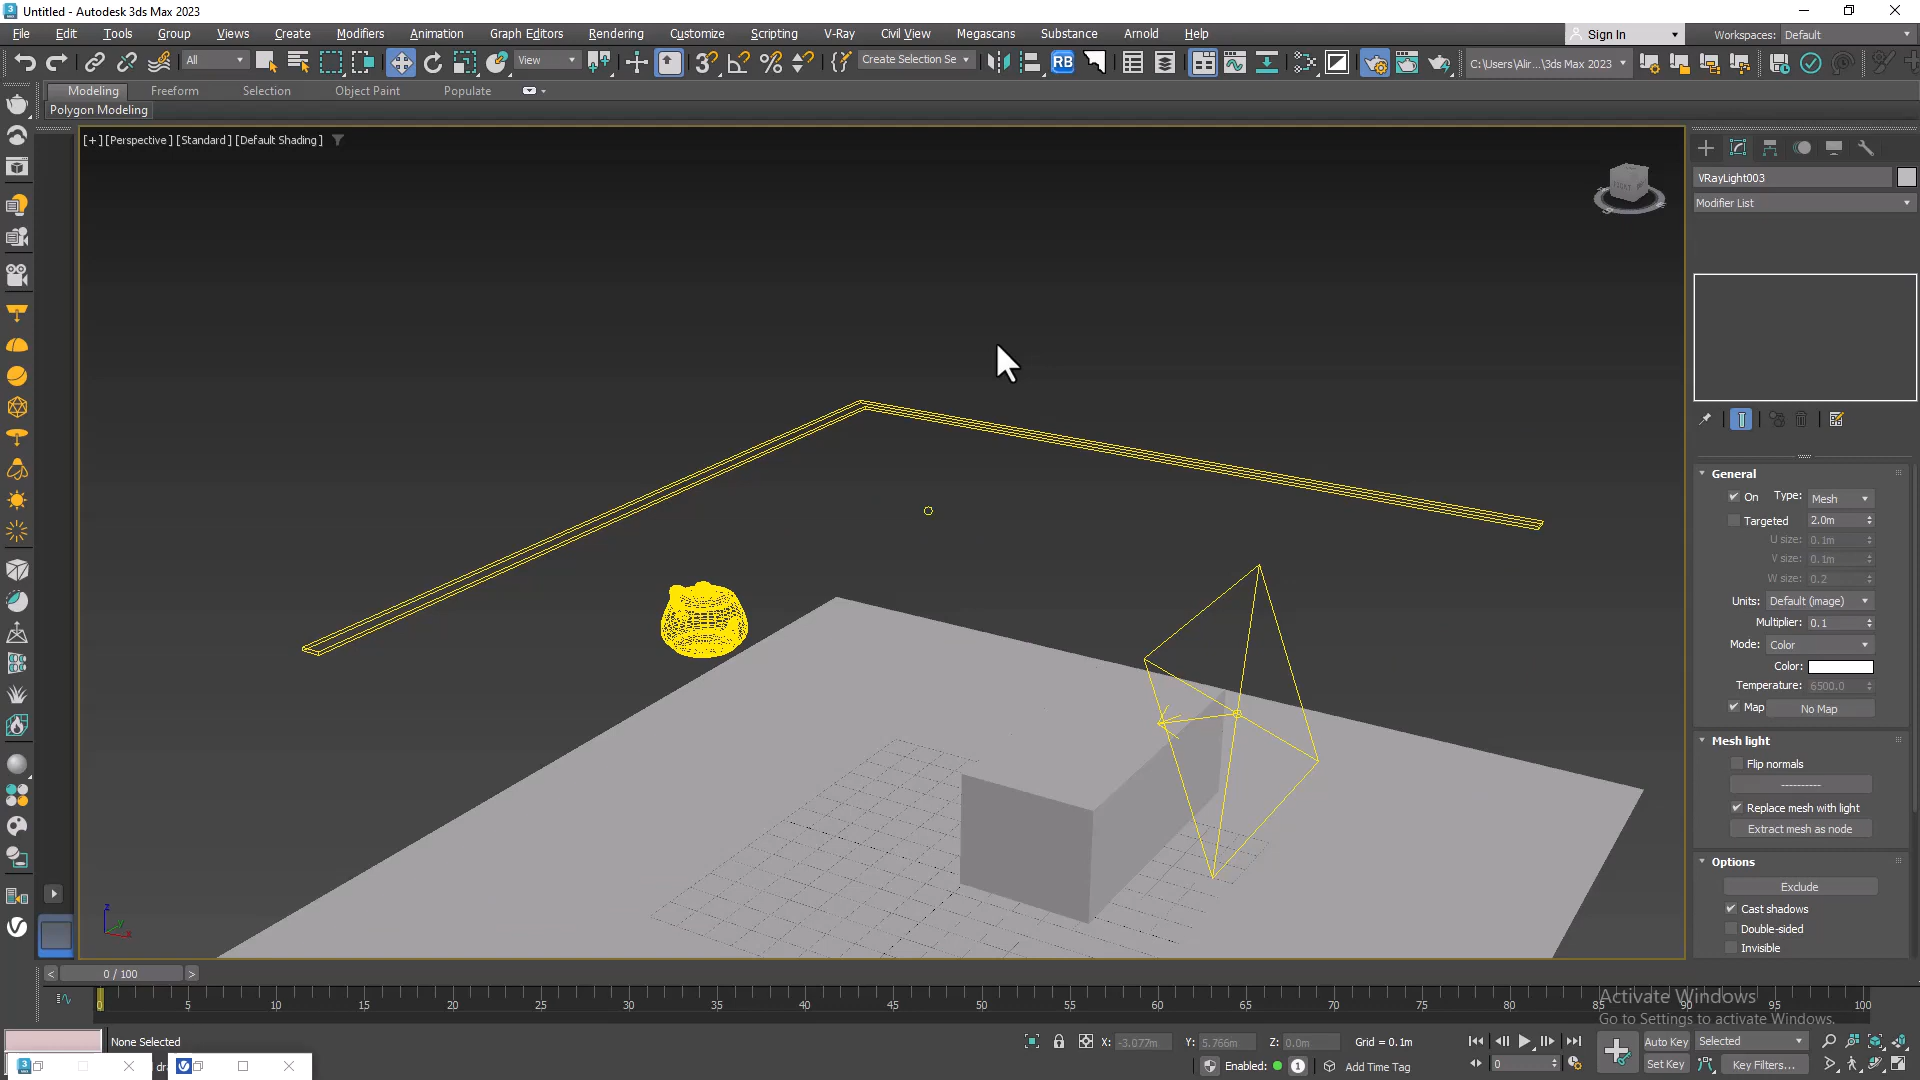 Untitled - Autodesk 3ds Max 2023
File Edit Tools Group Views Create Modifiers Animation Graph Editors Rendering Customize Scripting V-Ray Civil View Megascans Substance Arnold Help Sign In Workspaces: Default
All View Create Selection Se RB C:\Users\Alir...\3ds Max 2023
Modeling Freeform Selection Object Paint Populate
Polygon Modeling
[+] [Perspective ] [Standard ] [Default Shading ]
VRayLight003
Modifier List
General
On Type: Mesh
Targeted 2.0m
U size: 0.1m
V size: 0.1m
W size: 0.2
Units: Default (image)
Multiplier: 0.1
Mode: Color
Color:
Temperature: 6500.0
Map No Map
Mesh light
Flip normals
----------
Replace mesh with light
Extract mesh as node
Options
Exclude
Cast shadows
Double-sided
Invisible
z
y
x
< 0 / 100 >
0 5 10 15 20 25 30 35 40 45 50 55 60 65 70 75 80 85 90 95 100
Activate Windows
Go to Settings to activate Windows.
None Selected X: -3.077m Y: 5.766m Z: 0.0m Grid = 0.1m Auto Key Selected
Enabled: 1 Add Time Tag 0 Set Key Key Filters...